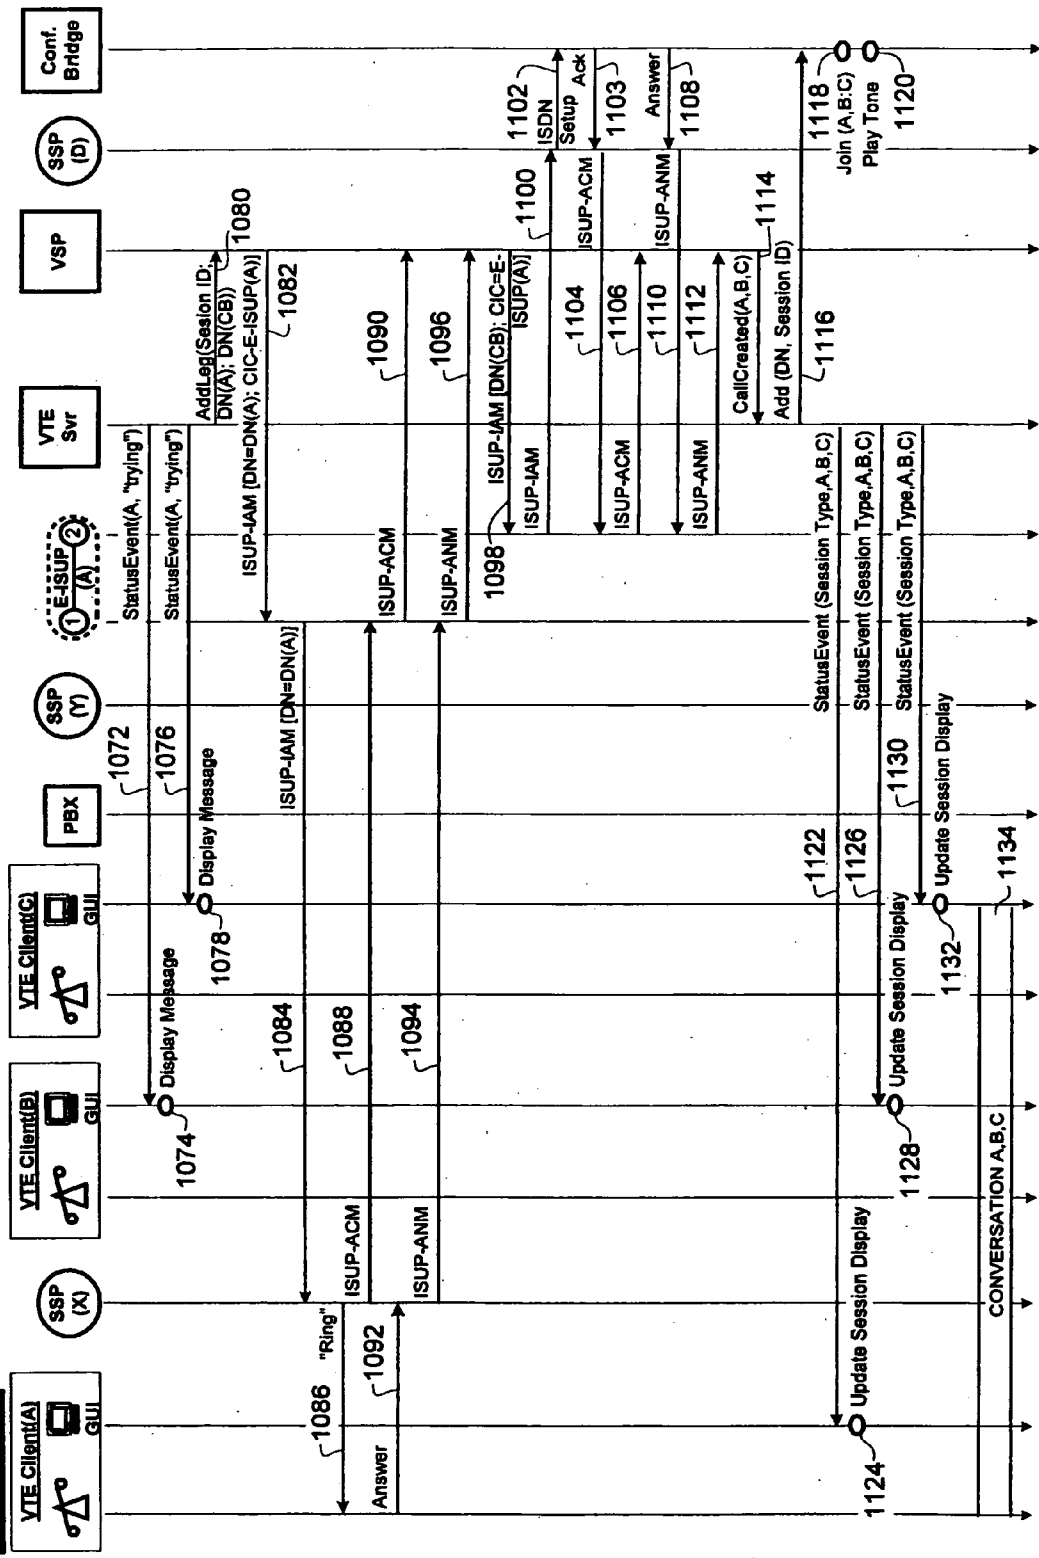 VTE Client(A)
GUI
SSP
(X)
VTE Client(B)
GUI
VTE Client(C)
GUI
PBX
SSP
(Y)
1
E-ISUP
(A)
2
VTE
Svr
VSP
SSP
(D)
Conf.
Bridge
1072
StatusEvent(A, "trying")
1074
Display Message
1076
StatusEvent(A, "trying")
1078
Display Message
AddLeg(Sesion ID;
DN(A); DN(CB))
1080
ISUP-IAM [DN=DN(A); CIC-E-ISUP(A)]
1082
1084
ISUP-IAM [DN=DN(A)]
1086
"Ring"
ISUP-ACM
1088
ISUP-ACM
1090
Answer
1092
ISUP-ANM
1094
ISUP-ANM
1096
1098
ISUP-IAM [DN(CB); CIC=E-
ISUP(A)]
ISUP-IAM
1100
1102
ISDN
Setup
Ack
1103
1104
ISUP-ACM
ISUP-ACM
1106
Answer
1108
1110
ISUP-ANM
ISUP-ANM
1112
CallCreated(A,B,C)
1114
Add (DN, Session ID)
1116
1118
Join (A,B:C)
Play Tone
1120
1122
StatusEvent (Session Type,A,B,C)
1124
Update Session Display
1126
StatusEvent (Session Type,A,B,C)
1128
Update Session Display
1130
StatusEvent (Session Type,A,B,C)
1132
Update Session Display
CONVERSATION A,B,C
1134